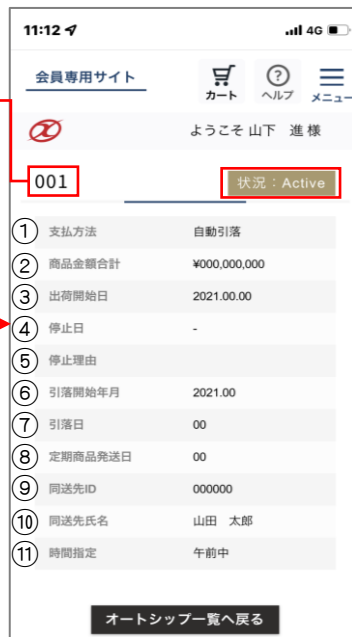 11:12 4G
会員専用サイト カート ヘルプ メニュー
ようこそ 山下 進 様
001 状況：Active
① 支払方法 自動引落
② 商品金額合計 ¥000,000,000
③ 出荷開始日 2021.00.00
④ 停止日 -
⑤ 停止理由
⑥ 引落開始年月 2021.00
⑦ 引落日 00
⑧ 定期商品発送日 00
⑨ 同送先ID 000000
⑩ 同送先氏名 山田 太郎
⑪ 時間指定 午前中
オートシップ一覧へ戻る